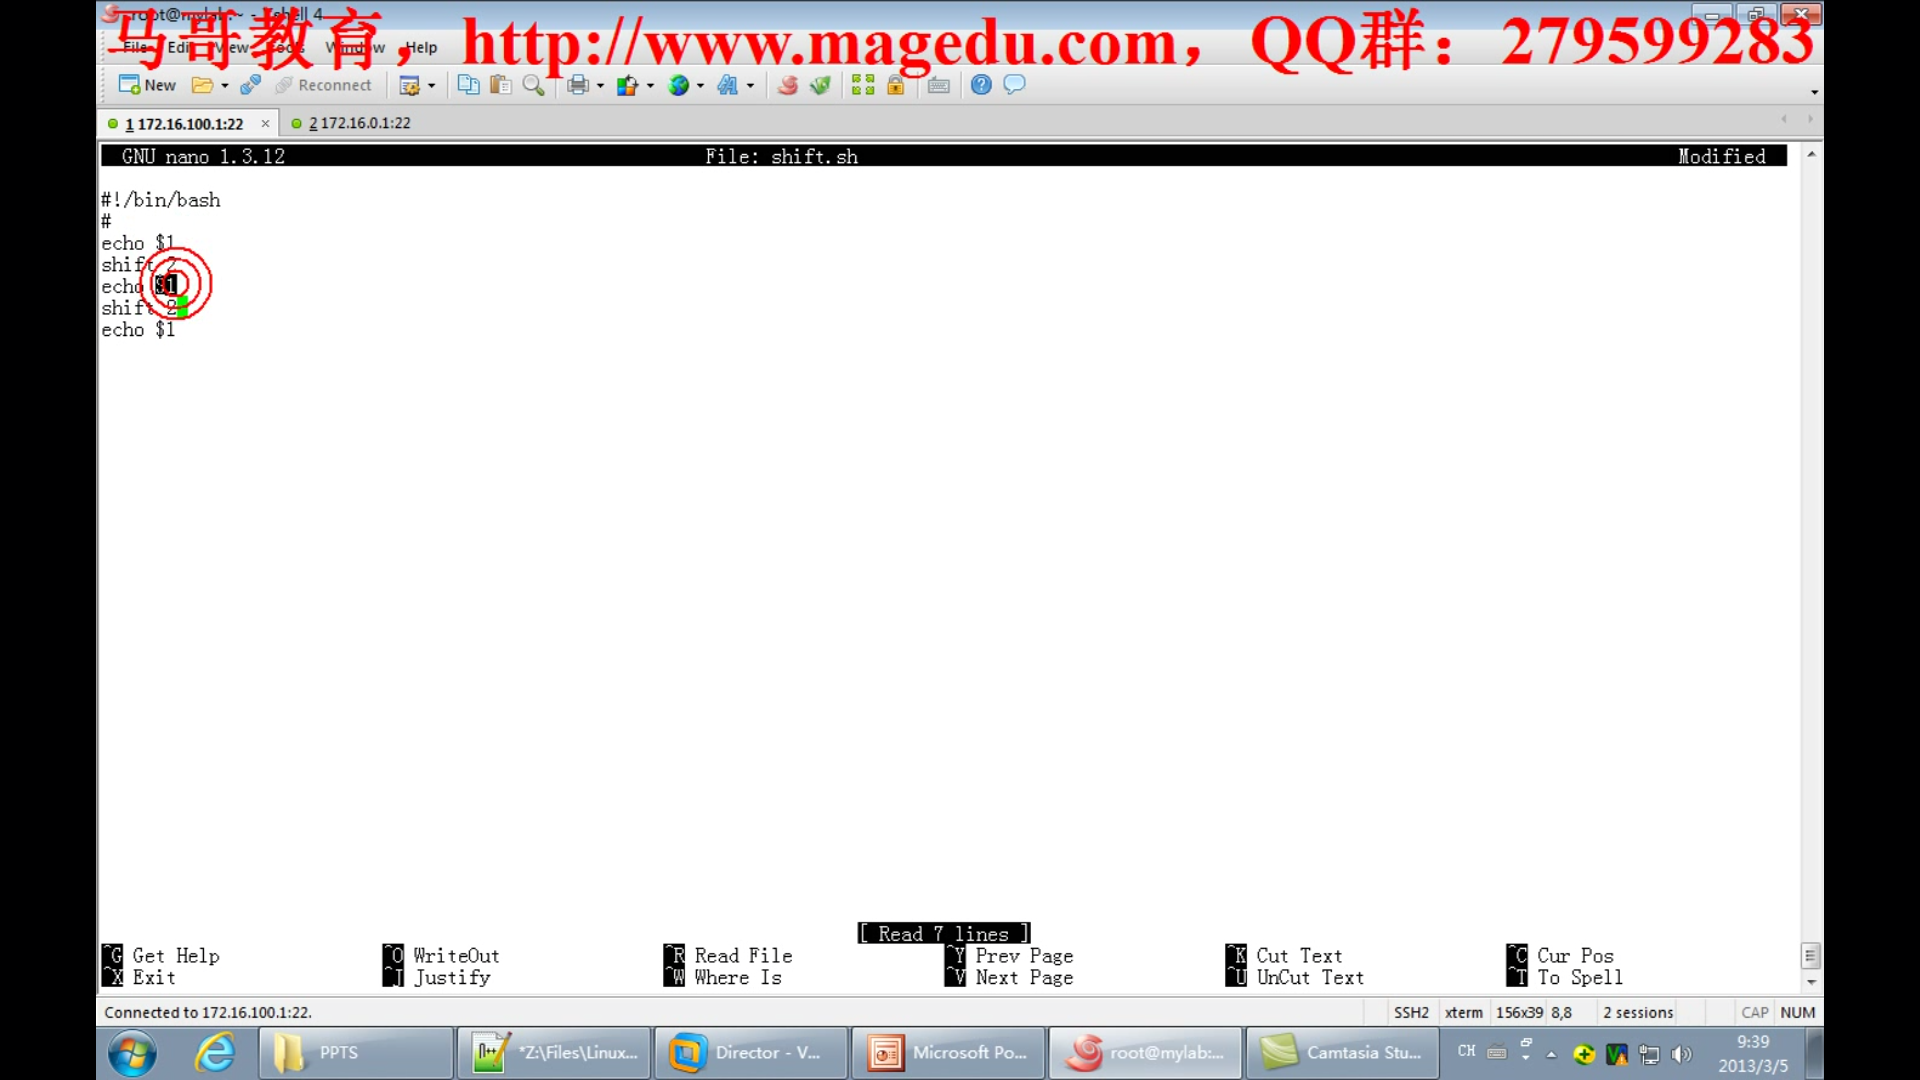 root@mylab:~ - Xshell 4
马哥教育，http://www.magedu.com，QQ群：279599283
File Edit View Tools Window Help
New Reconnect
1 172.16.100.1:22 2 172.16.0.1:22
GNU nano 1.3.12 File: shift.sh Modified
#!/bin/bash
#
echo $1
shift 2
echo $1
shift 2
echo $1
[ Read 7 lines ]
^G Get Help ^O WriteOut ^R Read File ^Y Prev Page ^K Cut Text ^C Cur Pos
^X Exit ^J Justify ^W Where Is ^V Next Page ^U UnCut Text ^T To Spell
Connected to 172.16.100.1:22. SSH2 xterm 156x39 8,8 2 sessions CAP NUM
PPTS *Z:\Files\Linux... Director - V... Microsoft Po... root@mylab:... Camtasia Stu... CH 9:39
2013/3/5